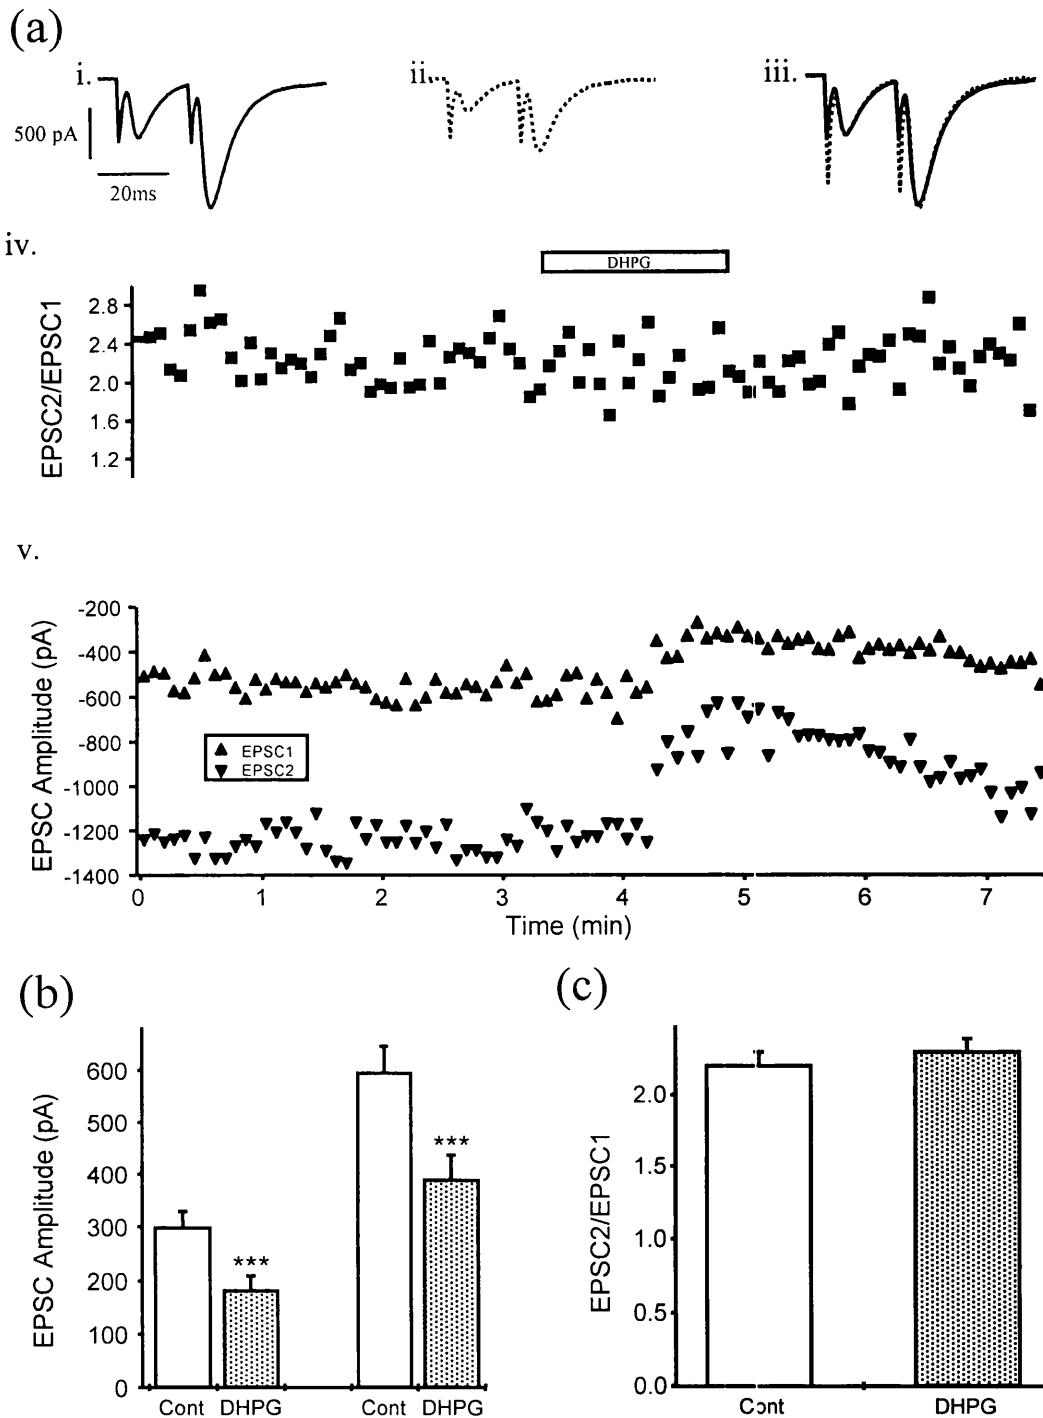 (a)
i.
ii
iii.
500 pA
20ms
iv.
DHPG
EPSC2/EPSC1
2.8
2.4
2.0
1.6
1.2
v.
EPSC Amplitude (pA)
-200
-400
-600
-800
-1000
-1200
-1400
EPSC1
EPSC2
0 1 2 3 4 5 6 7
Time (min)
(b)
EPSC Amplitude (pA)
600
500
400
300
200
100
0
***
***
Cont DHPG Cont DHPG
(c)
EPSC2/EPSC1
2.0
1.5
1.0
0.5
0.0
Cont DHPG